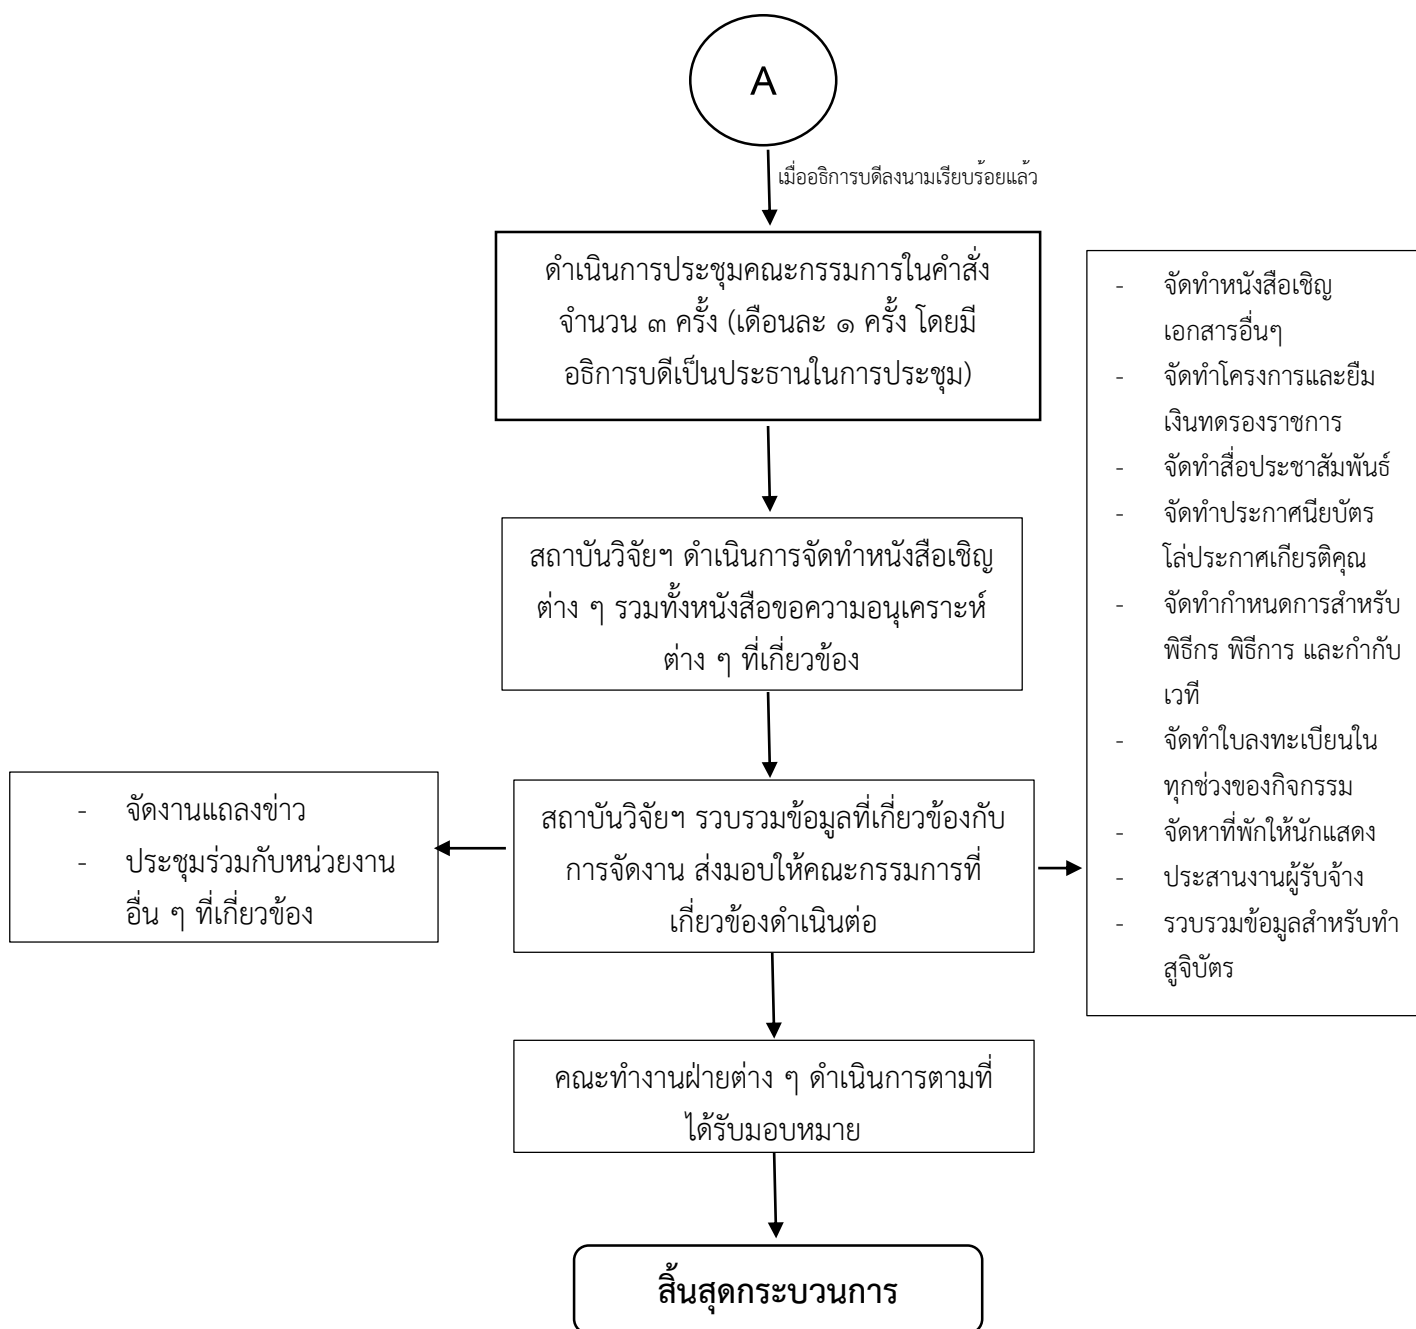 A
เมื่ออธิการบดีลงนามเรียบร้อยแล้ว
ดำเนินการประชุมคณะกรรมการในคำสั่ง
จำนวน ๓ ครั้ง (เดือนละ ๑ ครั้ง โดยมี
อธิการบดีเป็นประธานในการประชุม)
สถาบันวิจัยฯ ดำเนินการจัดทำหนังสือเชิญ
ต่าง ๆ รวมทั้งหนังสือขอความอนุเคราะห์
ต่าง ๆ ที่เกี่ยวข้อง
- จัดงานแถลงข่าว
- ประชุมร่วมกับหน่วยงาน
อื่น ๆ ที่เกี่ยวข้อง
สถาบันวิจัยฯ รวบรวมข้อมูลที่เกี่ยวข้องกับ
การจัดงาน ส่งมอบให้คณะกรรมการที่
เกี่ยวข้องดำเนินต่อ
- จัดทำหนังสือเชิญ
เอกสารอื่นๆ
- จัดทำโครงการและยืม
เงินทดรองราชการ
- จัดทำสื่อประชาสัมพันธ์
- จัดทำประกาศนียบัตร
โล่ประกาศเกียรติคุณ
- จัดทำกำหนดการสำหรับ
พิธีกร พิธีการ และกำกับ
เวที
- จัดทำใบลงทะเบียนใน
ทุกช่วงของกิจกรรม
- จัดหาที่พักให้นักแสดง
- ประสานงานผู้รับจ้าง
- รวบรวมข้อมูลสำหรับทำ
สูจิบัตร
คณะทำงานฝ่ายต่าง ๆ ดำเนินการตามที่
ได้รับมอบหมาย
สิ้นสุดกระบวนการ